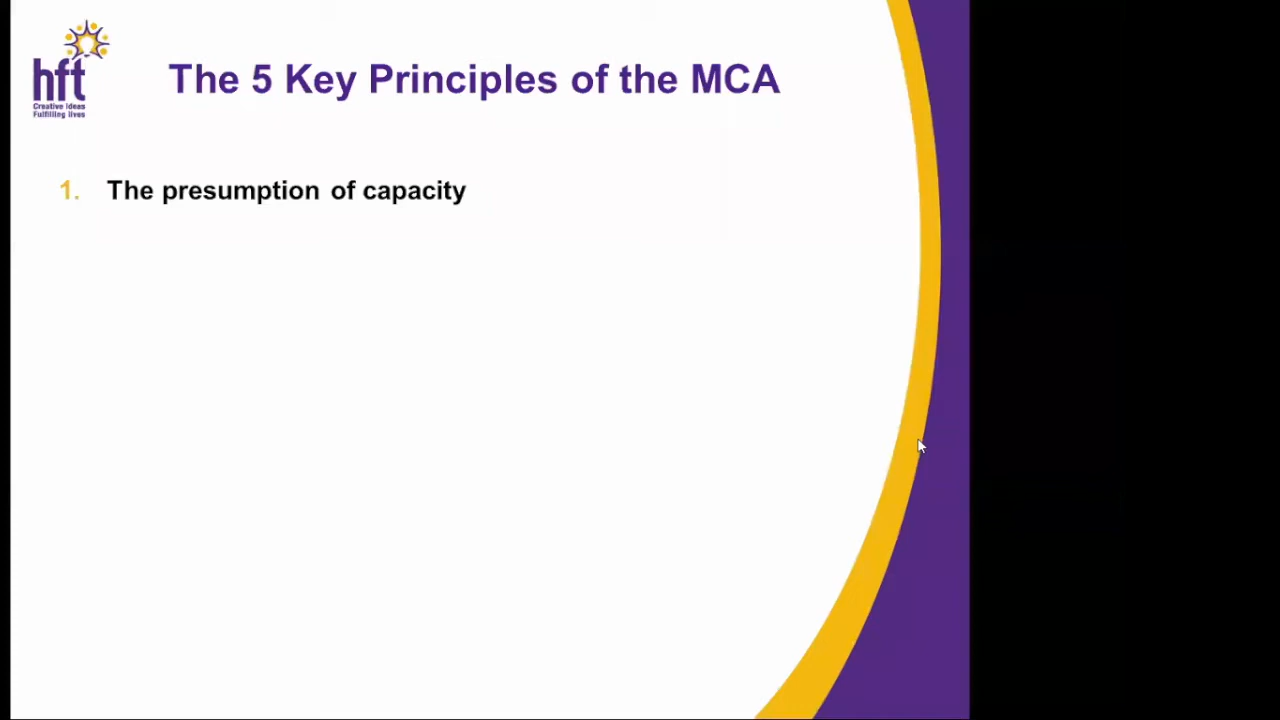 hft
Creative Ideas
Fulfilling lives
The 5 Key Principles of the MCA
1. The presumption of capacity